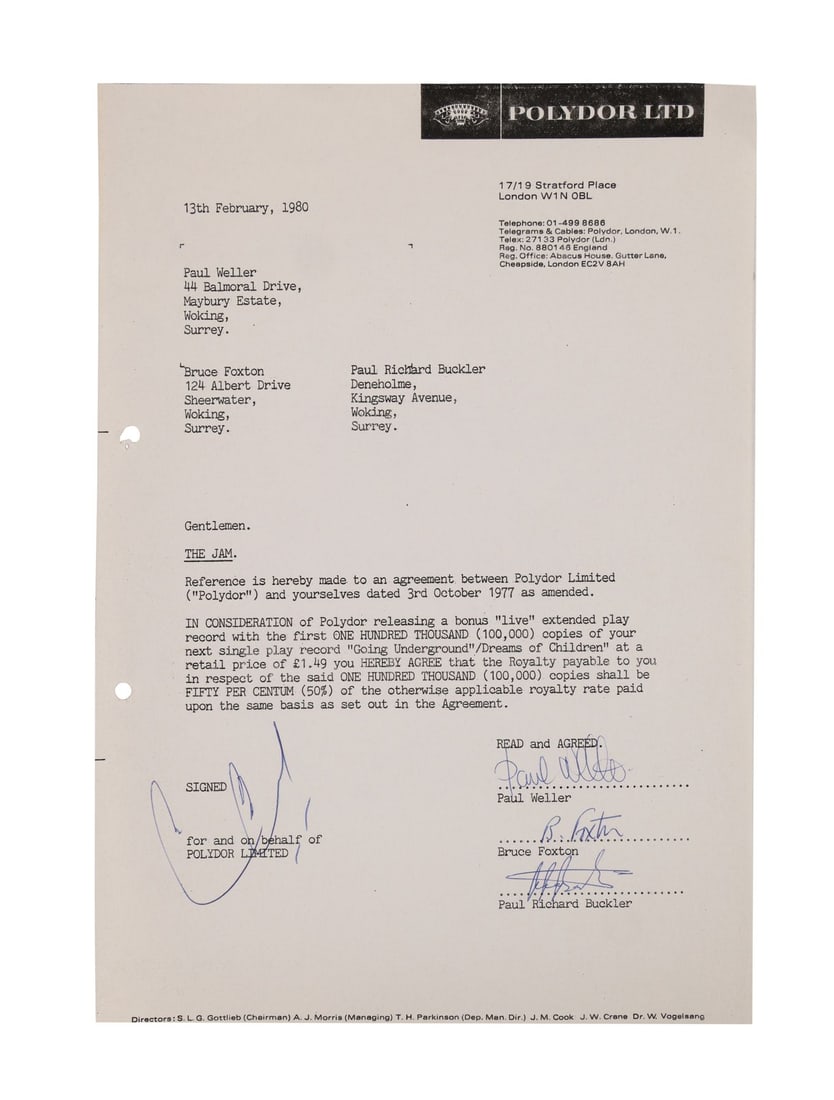 POLYDOR LTD
17/19 Stratford Place
London W1N 0BL
Telephone: 01-499 8686
Telegrams & Cables: Polydor, London, W.1.
Telex: 27133 Polydor (Ldn.)
Reg. No. 880146 England
Reg. Office: Abacus House, Gutter Lane,
Cheapside, London EC2V 8AH
13th February, 1980
Paul Weller
44 Balmoral Drive,
Maybury Estate,
Woking,
Surrey.
Bruce Foxton
124 Albert Drive
Sheerwater,
Woking,
Surrey.
Paul Richard Buckler
Deneholme,
Kingsway Avenue,
Woking,
Surrey.
Gentlemen.
THE JAM.
Reference is hereby made to an agreement between Polydor Limited
("Polydor") and yourselves dated 3rd October 1977 as amended.
IN CONSIDERATION of Polydor releasing a bonus "live" extended play
record with the first ONE HUNDRED THOUSAND (100,000) copies of your
next single play record "Going Underground"/Dreams of Children" at a
retail price of £1.49 you HEREBY AGREE that the Royalty payable to you
in respect of the said ONE HUNDRED THOUSAND (100,000) copies shall be
FIFTY PER CENTUM (50%) of the otherwise applicable royalty rate paid
upon the same basis as set out in the Agreement.
SIGNED
for and on behalf of
POLYDOR LIMITED
READ and AGREED.
Paul Weller
Paul Weller
B. Foxton
Bruce Foxton
Paul Richard Buckler
Directors: S. L. G. Gottlieb (Chairman) A. J. Morris (Managing) T. H. Parkinson (Dep. Man. Dir.) J. M. Cook J. W. Crane Dr. W. Vogelsang